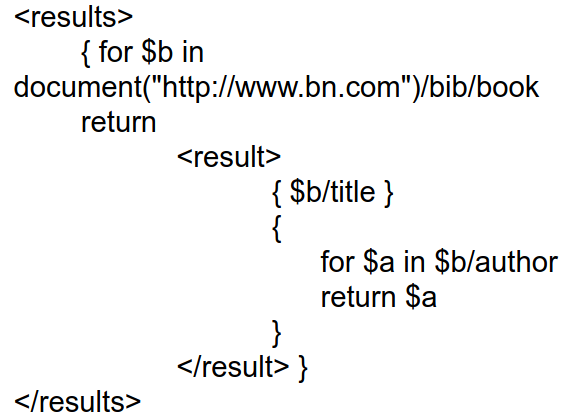 <results>
{ for $b in
document("http://www.bn.com")/bib/book
return
<result>
{ $b/title }
{
for $a in $b/author
return $a
}
</result> }
</results>